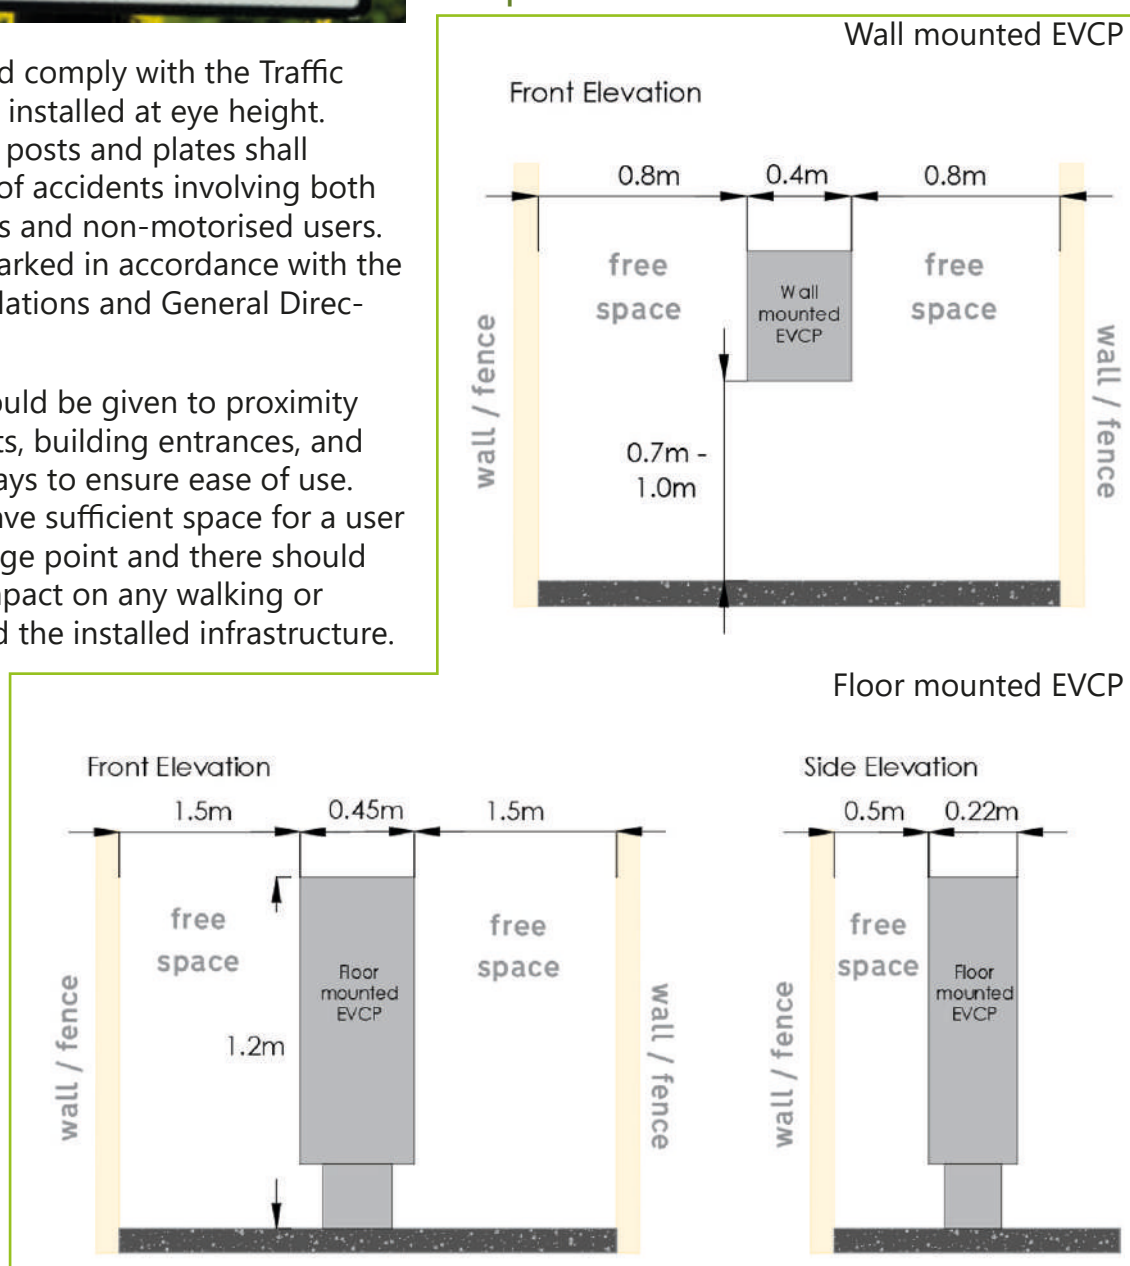 d comply with the Traffic
installed at eye height.
posts and plates shall
of accidents involving both
s and non-motorised users.
arked in accordance with the
lations and General Direc-
ould be given to proximity
ts, building entrances, and
ays to ensure ease of use.
ave sufficient space for a user
ge point and there should
npact on any walking or
d the installed infrastructure.
Wall mounted EVCP
Front Elevation
0.8m 0.4m 0.8m
free
space
Wall
mounted
EVCP
free
space
wall / fence
wall / fence
0.7m -
1.0m
Floor mounted EVCP
Front Elevation
1.5m 0.45m 1.5m
free
space
Floor
mounted
EVCP
free
space
1.2m
wall / fence
wall / fence
Side Elevation
0.5m 0.22m
free
space
Floor
mounted
EVCP
wall / fence